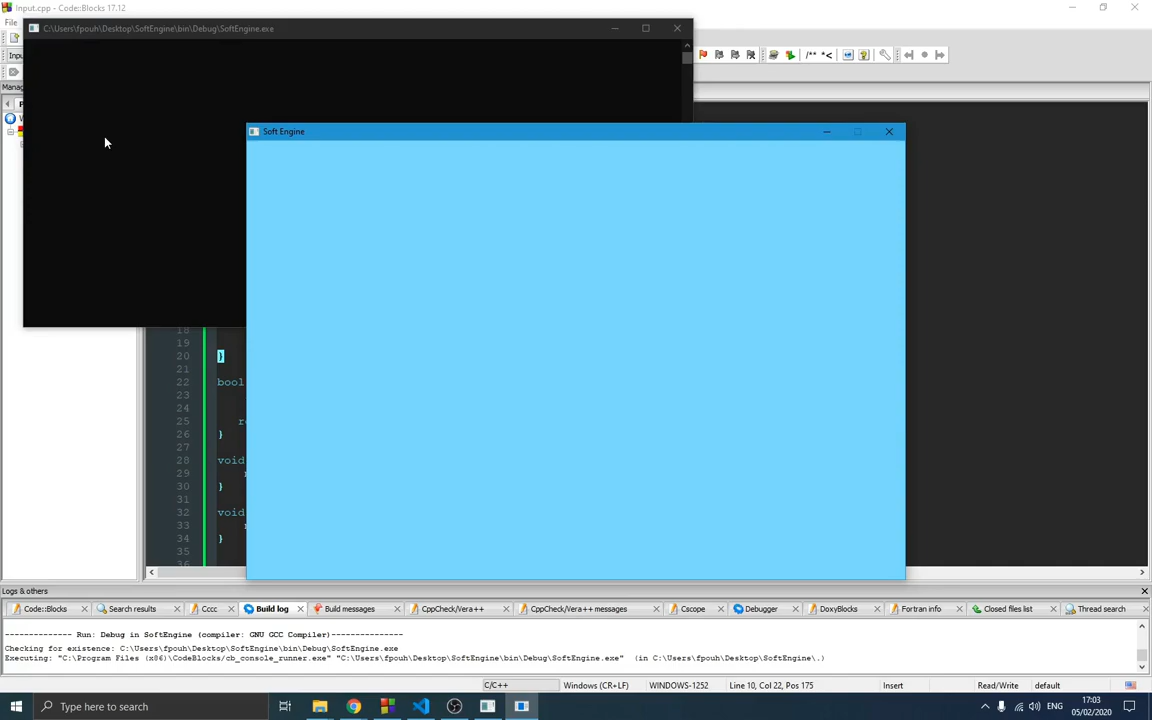 Input.cpp - Code::Blocks 17.12
File
C:\Users\fpouh\Desktop\SoftEngine\bin\Debug\SoftEngine.exe
Inpu
/** *<
Manag
P
W
Soft Engine
18
19
20 }
21
22 bool
23
24
25 re
26 }
27
28 void
29
30 }
31
32 void
33
34 }
35
36
Logs & others
Code::Blocks Search results Cccc Build log Build messages CppCheck/Vera++ CppCheck/Vera++ messages Cscope Debugger DoxyBlocks Fortran info Closed files list Thread search
-------------- Run: Debug in SoftEngine (compiler: GNU GCC Compiler)---------------
Checking for existence: C:\Users\fpouh\Desktop\SoftEngine\bin\Debug\SoftEngine.exe
Executing: "C:\Program Files (x86)\CodeBlocks/cb_console_runner.exe" "C:\Users\fpouh\Desktop\SoftEngine\bin\Debug\SoftEngine.exe"  (in C:\Users\fpouh\Desktop\SoftEngine\.)
C/C++ Windows (CR+LF) WINDOWS-1252 Line 10, Col 22, Pos 175 Insert Read/Write default
Type here to search
ENG
17:03
05/02/2020